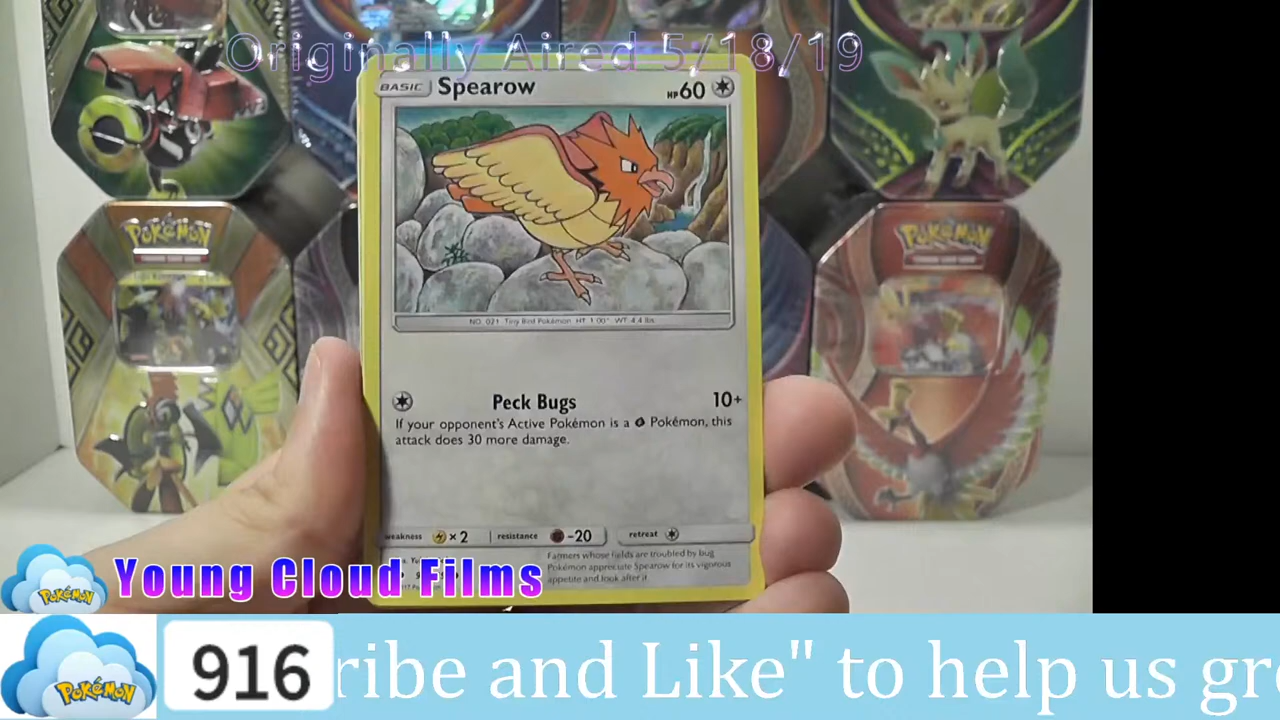 Originally Aired 5/18/19
BASIC Spearow HP60
NO. 021 Tiny Bird Pokémon HT: 1'00" WT: 4.4 lbs.
Peck Bugs 10+
If your opponent's Active Pokémon is a Pokémon, this
attack does 30 more damage.
weakness ×2 resistance -20 retreat
Farmers whose fields are troubled by bug
Pokémon appreciate Spearow for its vigorous
appetite and look after it.
POKÉMON
POKÉMON
POKÉMON
Young Cloud Films
POKÉMON
916
ribe and Like" to help us gr